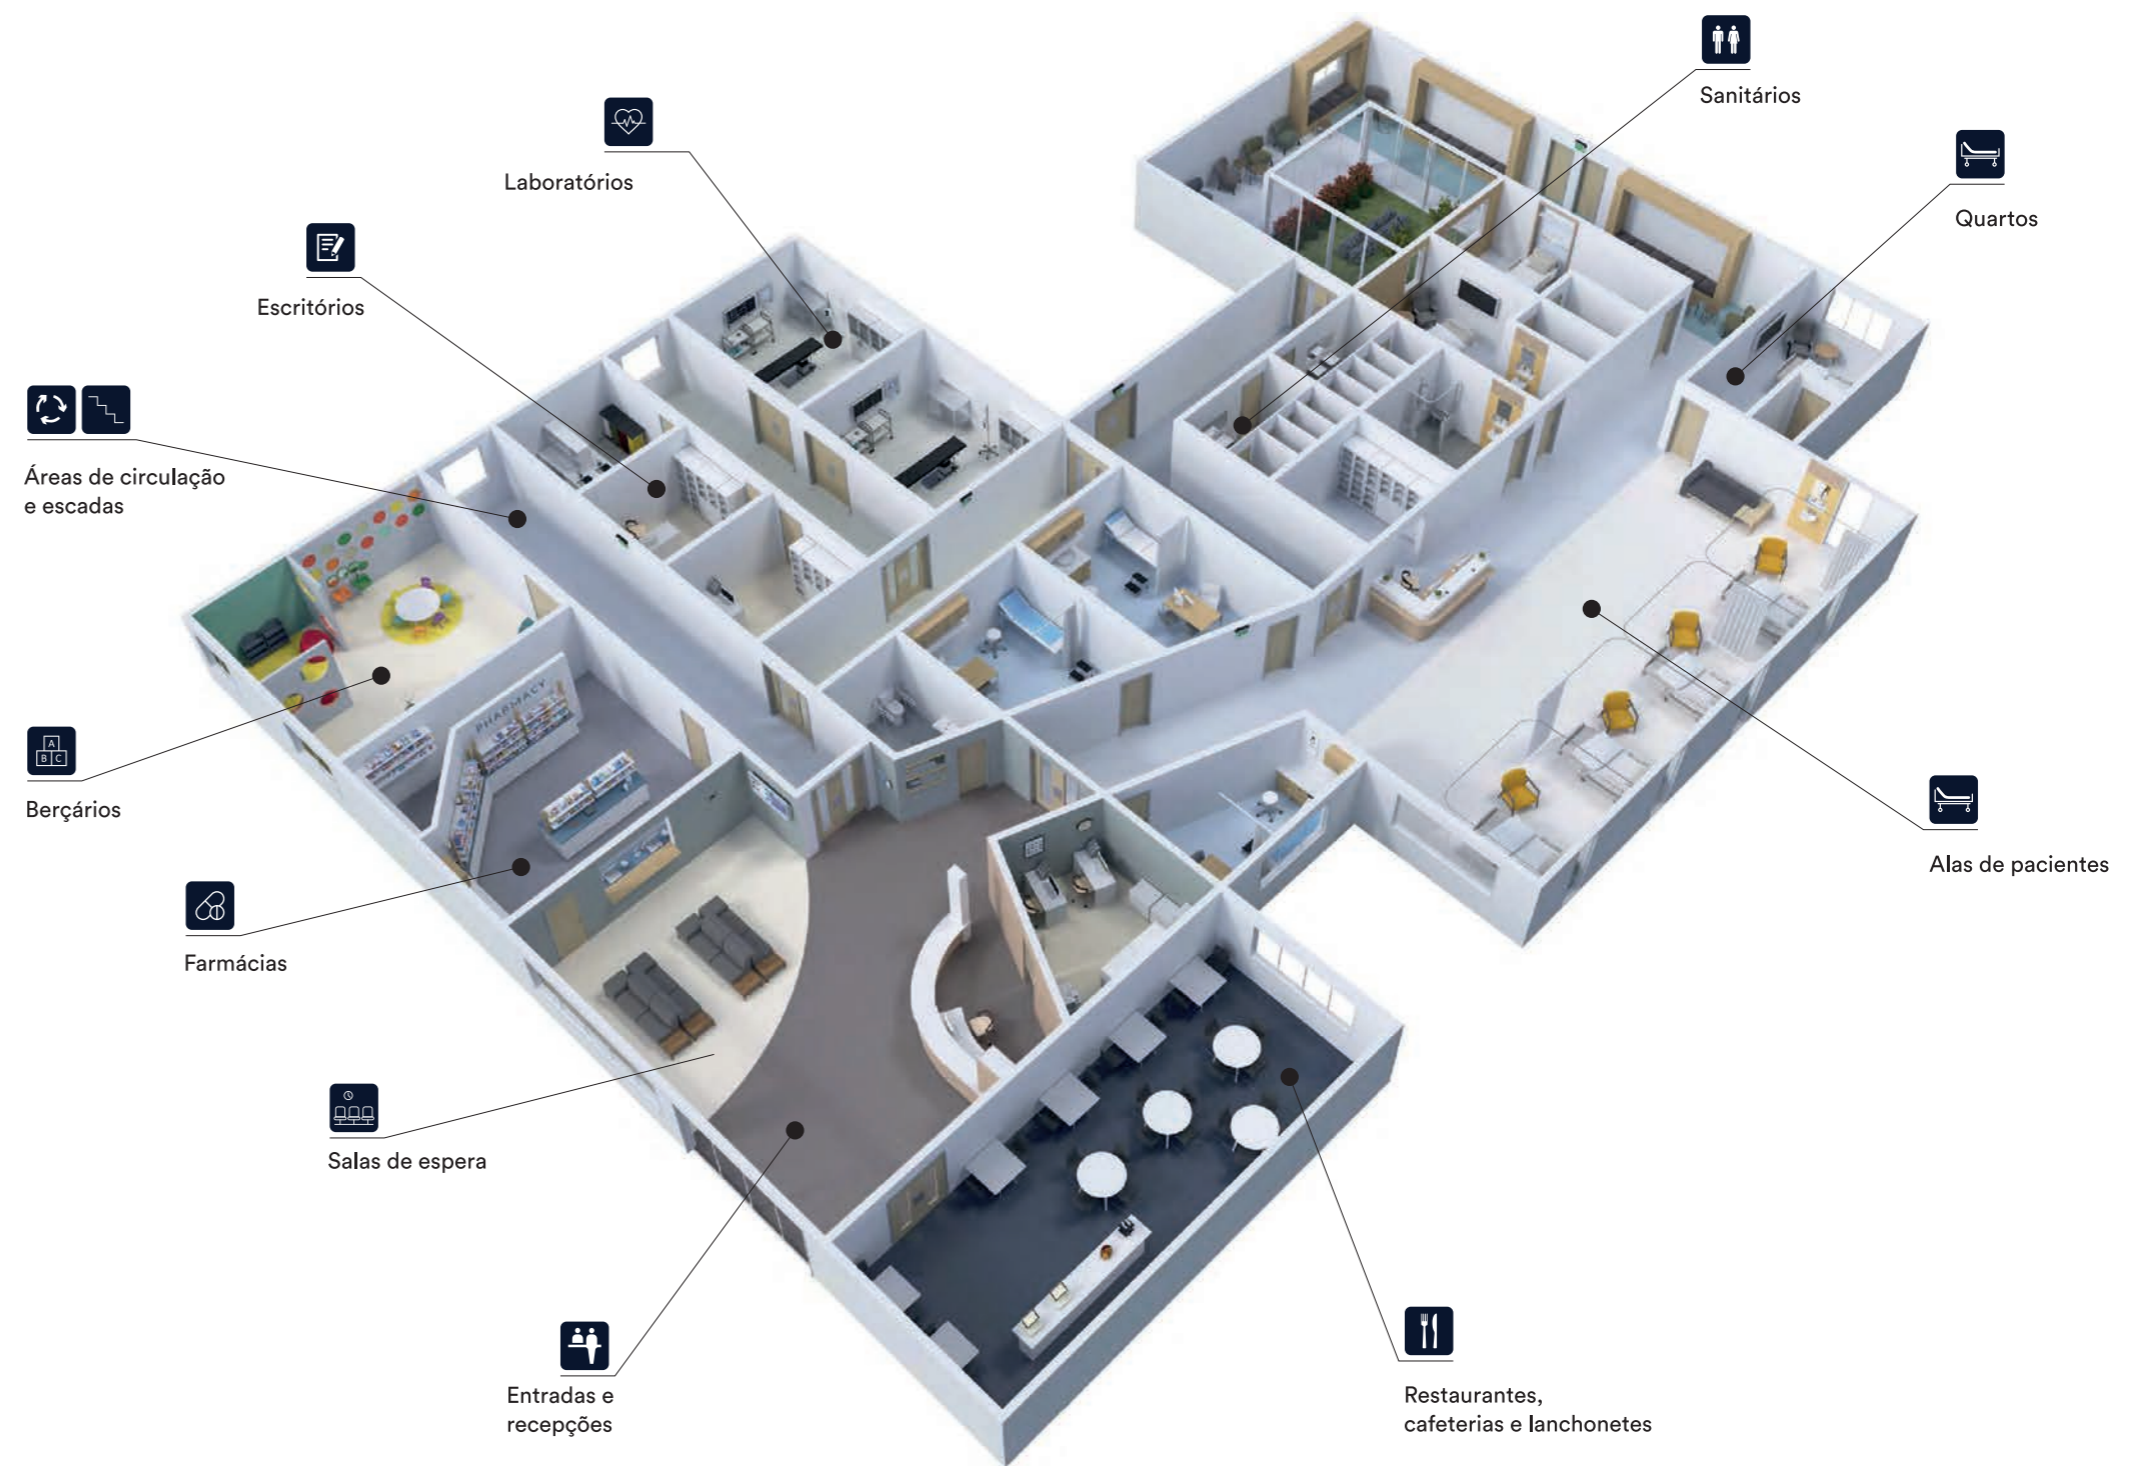 Sanitários
Quartos
Laboratórios
Escritórios
Áreas de circulação
e escadas
PHARMACY
A
B C
Berçários
Farmácias
Alas de pacientes
Salas de espera
Entradas e
recepções
Restaurantes,
cafeterias e lanchonetes